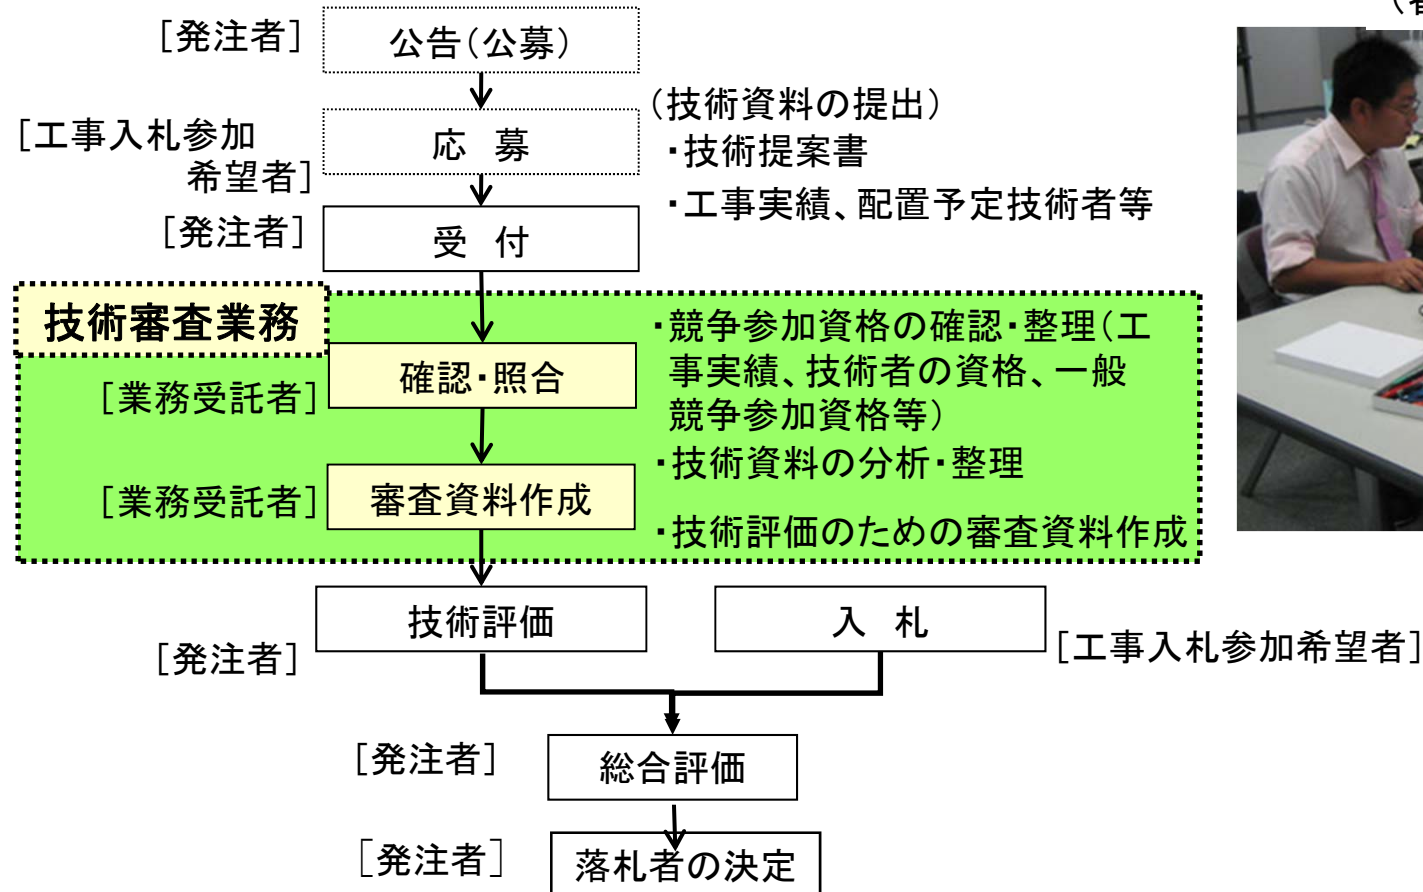 [発注者]
公告(公募)
[工事入札参加
希望者]
応 募
(技術資料の提出)
・技術提案書
・工事実績、配置予定技術者等
[発注者]
受 付
技術審査業務
[業務受託者]
確認・照合
・競争参加資格の確認・整理(工
事実績、技術者の資格、一般
競争参加資格等)
・技術資料の分析・整理
[業務受託者]
審査資料作成
・技術評価のための審査資料作成
[発注者]
技術評価
入 札
[工事入札参加希望者]
[発注者]
総合評価
[発注者]
落札者の決定